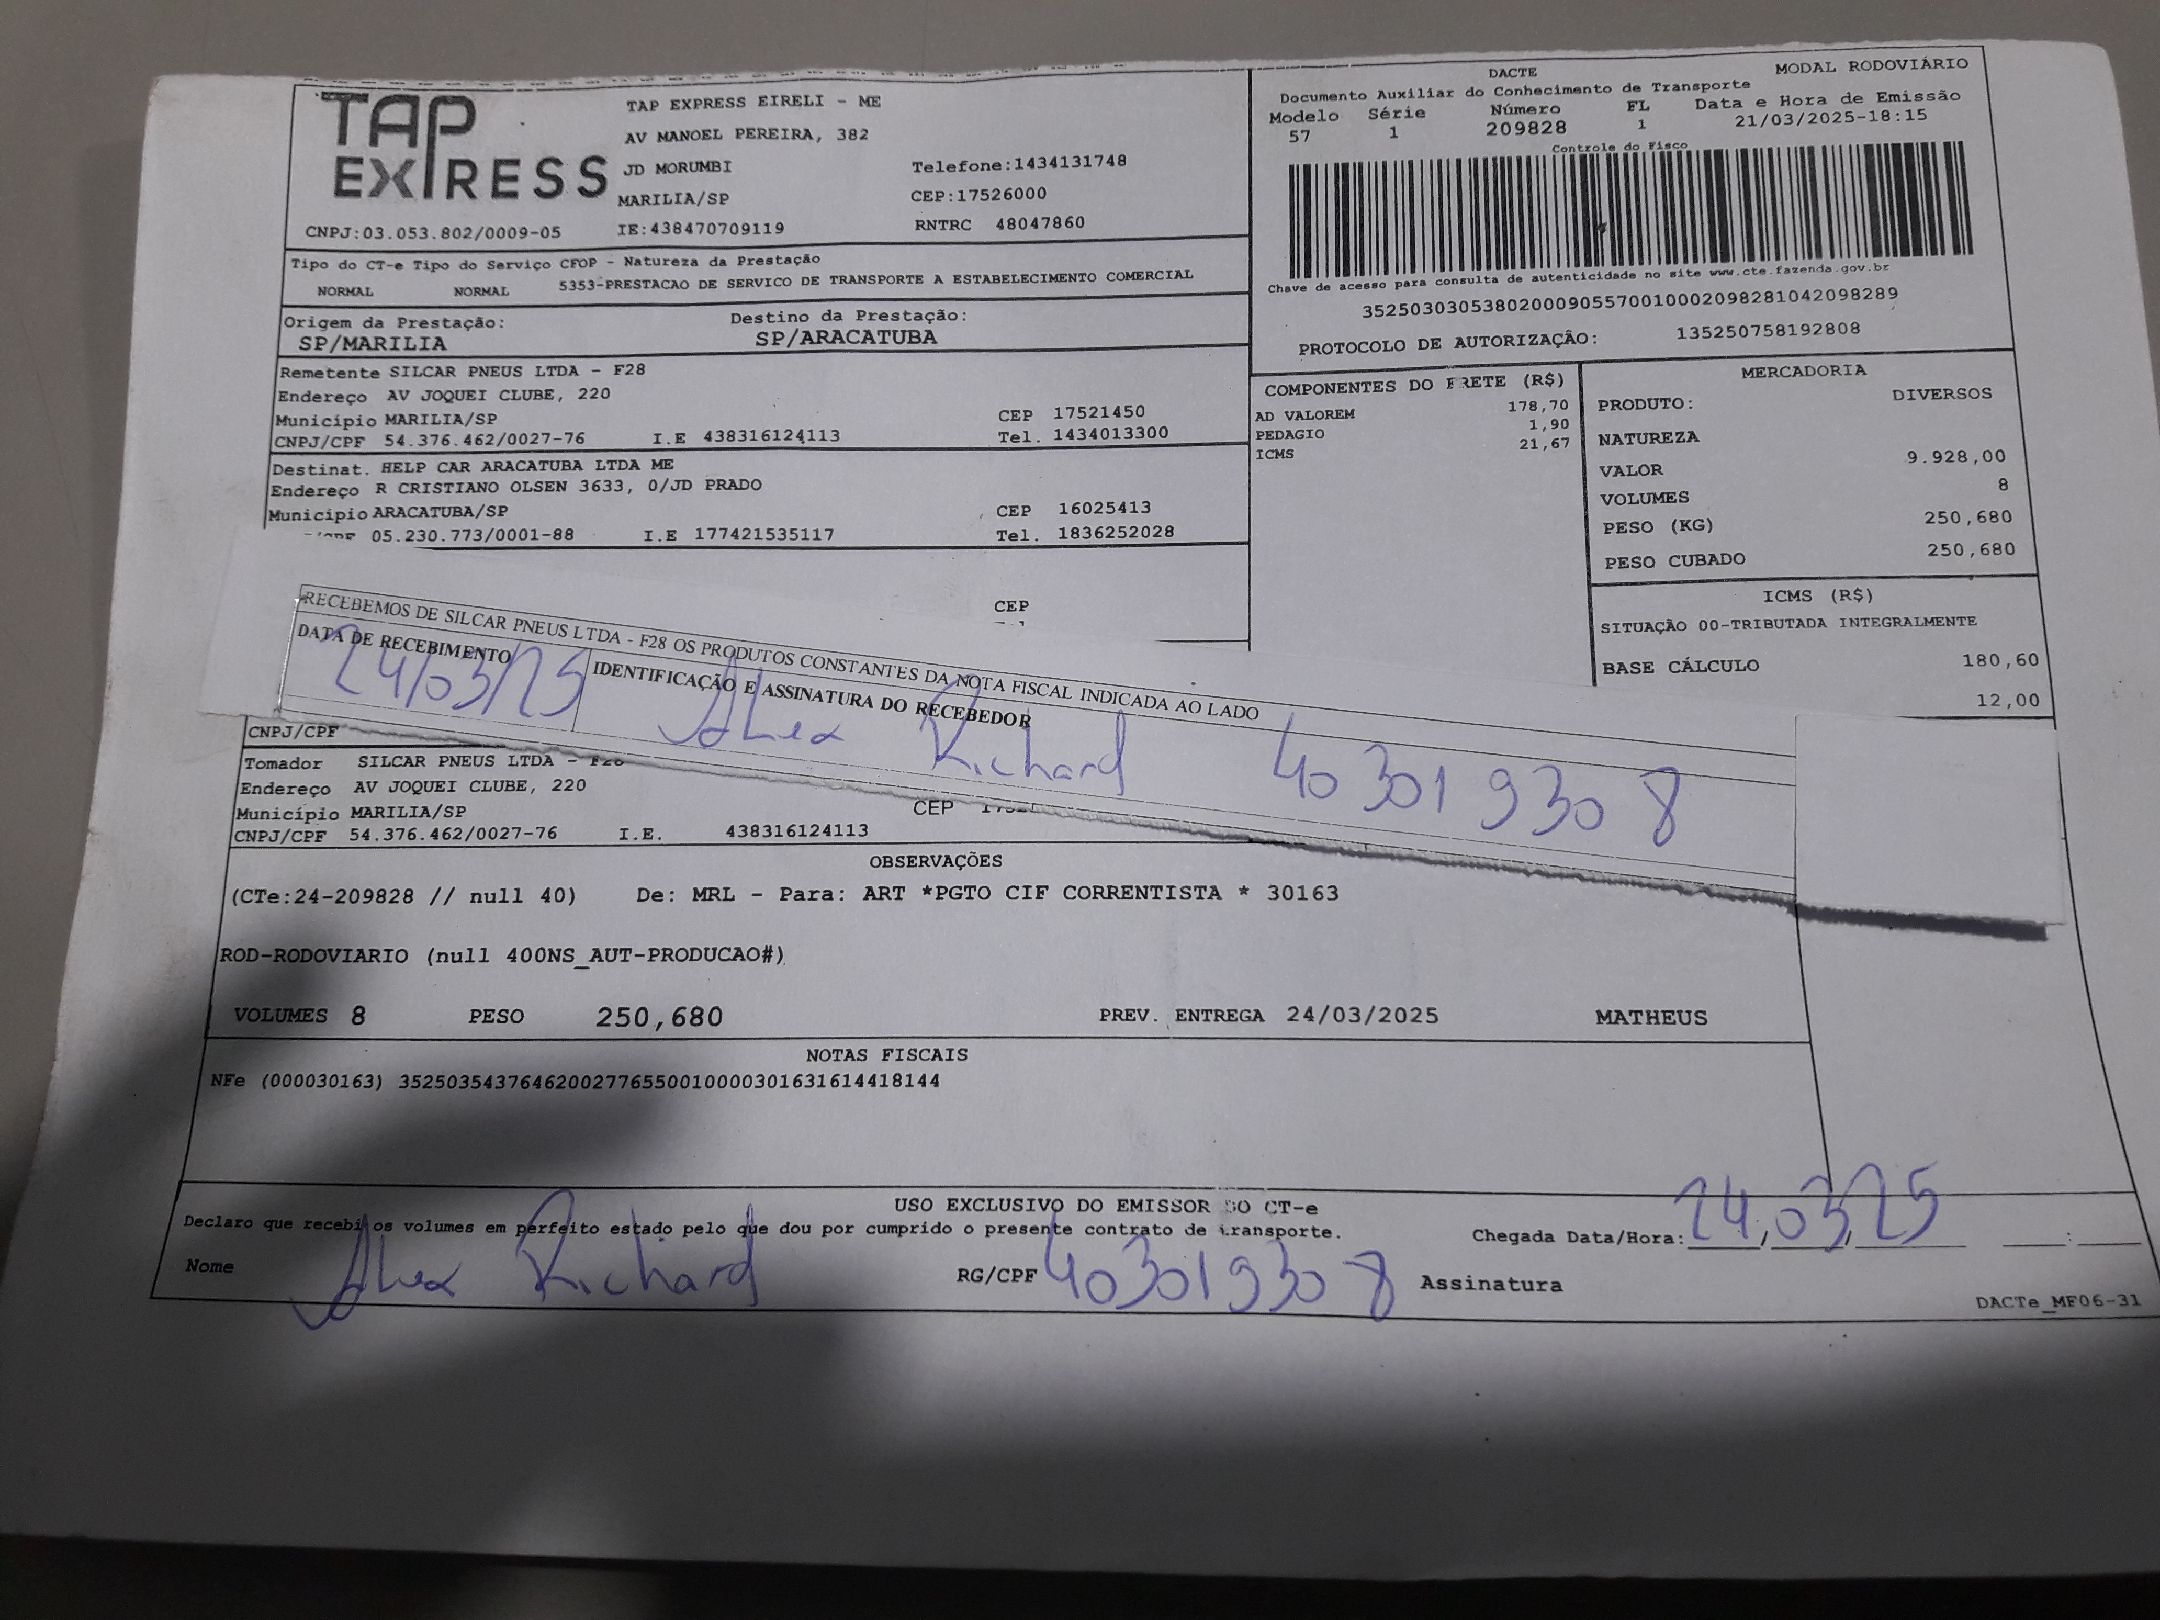 TAP
EXPRESS
TAP EXPRESS EIRELI - ME
AV MANOEL PEREIRA, 382
JD MORUMBI Telefone:1434131748
MARILIA/SP CEP:17526000
CNPJ:03.053.802/0009-05 IE:438470709119 RNTRC 48047860
DACTE MODAL RODOVIÁRIO
Documento Auxiliar do Conhecimento de Transporte
Modelo Série Número FL Data e Hora de Emissão
57 1 209828 1 21/03/2025-18:15
Controle do Fisco
Chave de acesso para consulta de autenticidade no site www.cte.fazenda.gov.br
35250303053802000905570010002098281042098289
PROTOCOLO DE AUTORIZAÇÃO: 135250758192808
Tipo do CT-e Tipo do Serviço CFOP - Natureza da Prestação
NORMAL NORMAL 5353-PRESTACAO DE SERVICO DE TRANSPORTE A ESTABELECIMENTO COMERCIAL
Origem da Prestação: Destino da Prestação:
SP/MARILIA SP/ARACATUBA
Remetente SILCAR PNEUS LTDA - F28
Endereço AV JOQUEI CLUBE, 220
Município MARILIA/SP CEP 17521450
CNPJ/CPF 54.376.462/0027-76 I.E 438316124113 Tel. 1434013300
Destinat. HELP CAR ARACATUBA LTDA ME
Endereço R CRISTIANO OLSEN 3633, 0/JD PRADO
Município ARACATUBA/SP CEP 16025413
05.230.773/0001-88 I.E 177421535117 Tel. 1836252028
CEP
COMPONENTES DO FRETE (R$)
AD VALOREM 178,70
PEDAGIO 1,90
ICMS 21,67
MERCADORIA
PRODUTO: DIVERSOS
NATUREZA
VALOR 9.928,00
VOLUMES 8
PESO (KG) 250,680
PESO CUBADO 250,680
ICMS (R$)
SITUAÇÃO 00-TRIBUTADA INTEGRALMENTE
BASE CÁLCULO 180,60
12,00
RECEBEMOS DE SILCAR PNEUS LTDA - F28 OS PRODUTOS CONSTANTES DA NOTA FISCAL INDICADA AO LADO
DATA DE RECEBIMENTO IDENTIFICAÇÃO E ASSINATURA DO RECEBEDOR
24/03/25 Alex Richard 403019308
CNPJ/CPF
Tomador SILCAR PNEUS LTDA - F28
Endereço AV JOQUEI CLUBE, 220
Município MARILIA/SP CEP
CNPJ/CPF 54.376.462/0027-76 I.E. 438316124113
OBSERVAÇÕES
(CTe:24-209828 // null 40) De: MRL - Para: ART *PGTO CIF CORRENTISTA * 30163
ROD-RODOVIARIO (null 400NS_AUT-PRODUCAO#)
VOLUMES 8 PESO 250,680 PREV. ENTREGA 24/03/2025 MATHEUS
NOTAS FISCAIS
NFe (000030163) 35250354376462002776550010000301631614418144
USO EXCLUSIVO DO EMISSOR DO CT-e
Declaro que recebi os volumes em perfeito estado pelo que dou por cumprido o presente contrato de transporte. Chegada Data/Hora: 24,03,25 :
Nome Alex Richard RG/CPF 403019308 Assinatura
DACTe_MF06-31